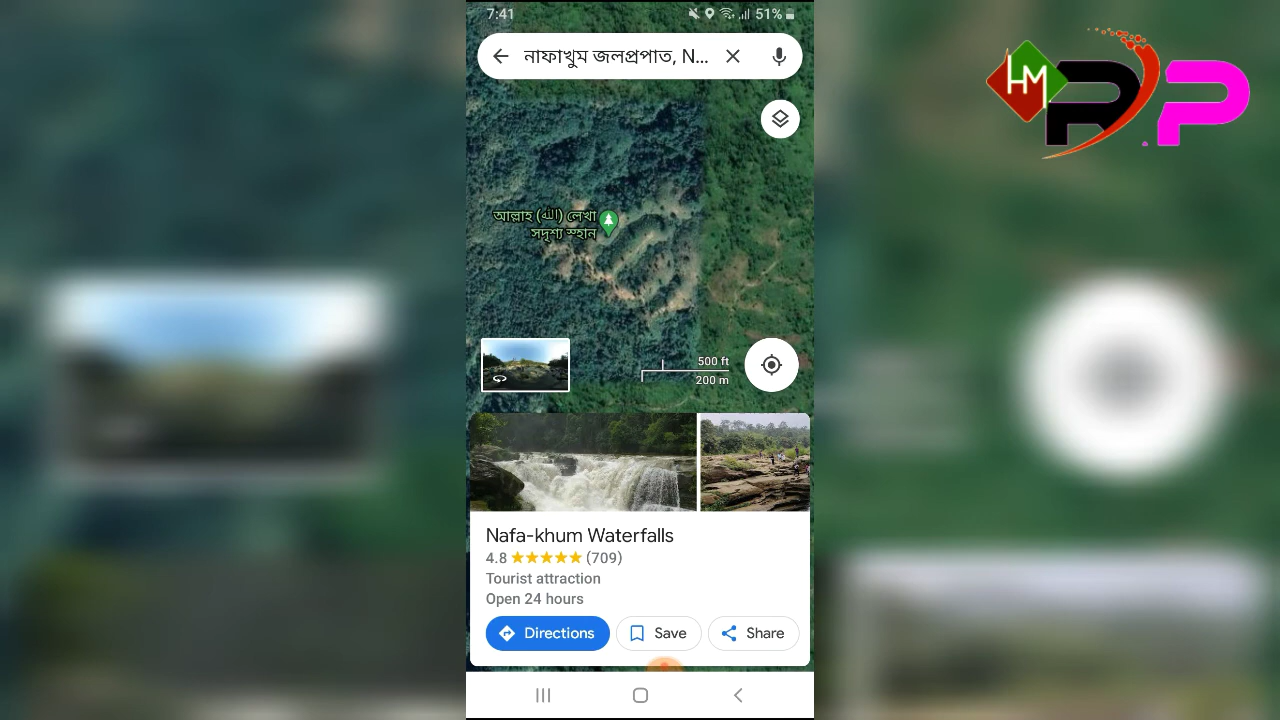 7:41
51%
নাফাখুম জলপ্রপাত, N...
আল্লাহ (الله) লেখা
সদৃশ্য স্হান
500 ft
200 m
Nafa-khum Waterfalls
4.8 (709)
Tourist attraction
Open 24 hours
Directions
Save
Share
HM
R.P